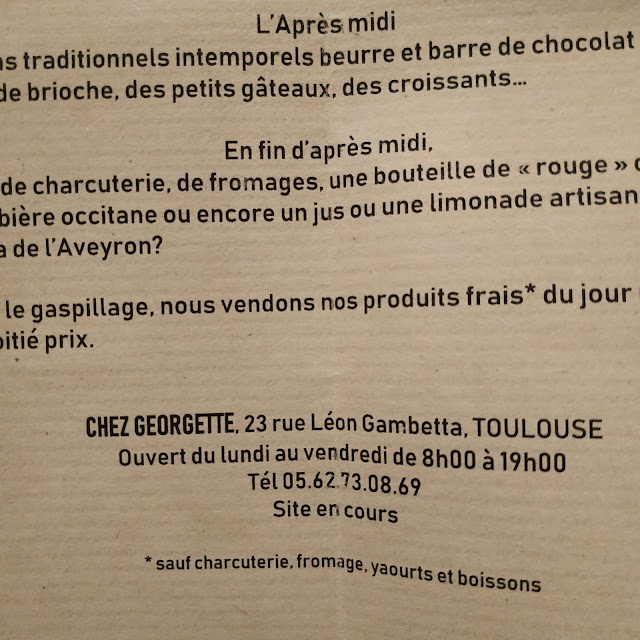 L'Après midi
traditionnels intemporels beurre et barre de chocolat
de brioche, des petits gâteaux, des croissants...
En fin d'après midi,
de charcuterie, de fromages, une bouteille de « rouge »
bière occitane ou encore un jus ou une limonade
de l'Aveyron?
le gaspillage, nous vendons nos produits frais* du jour
prix.
CHEZ GEORGETTE, 23 rue Léon Gambetta, TOULOUSE
Ouvert du lundi au vendredi de 8h00 à 19h00
Tél 05.62.73.08.69
Site en cours
* sauf charcuterie, fromage, yaourts et boissons